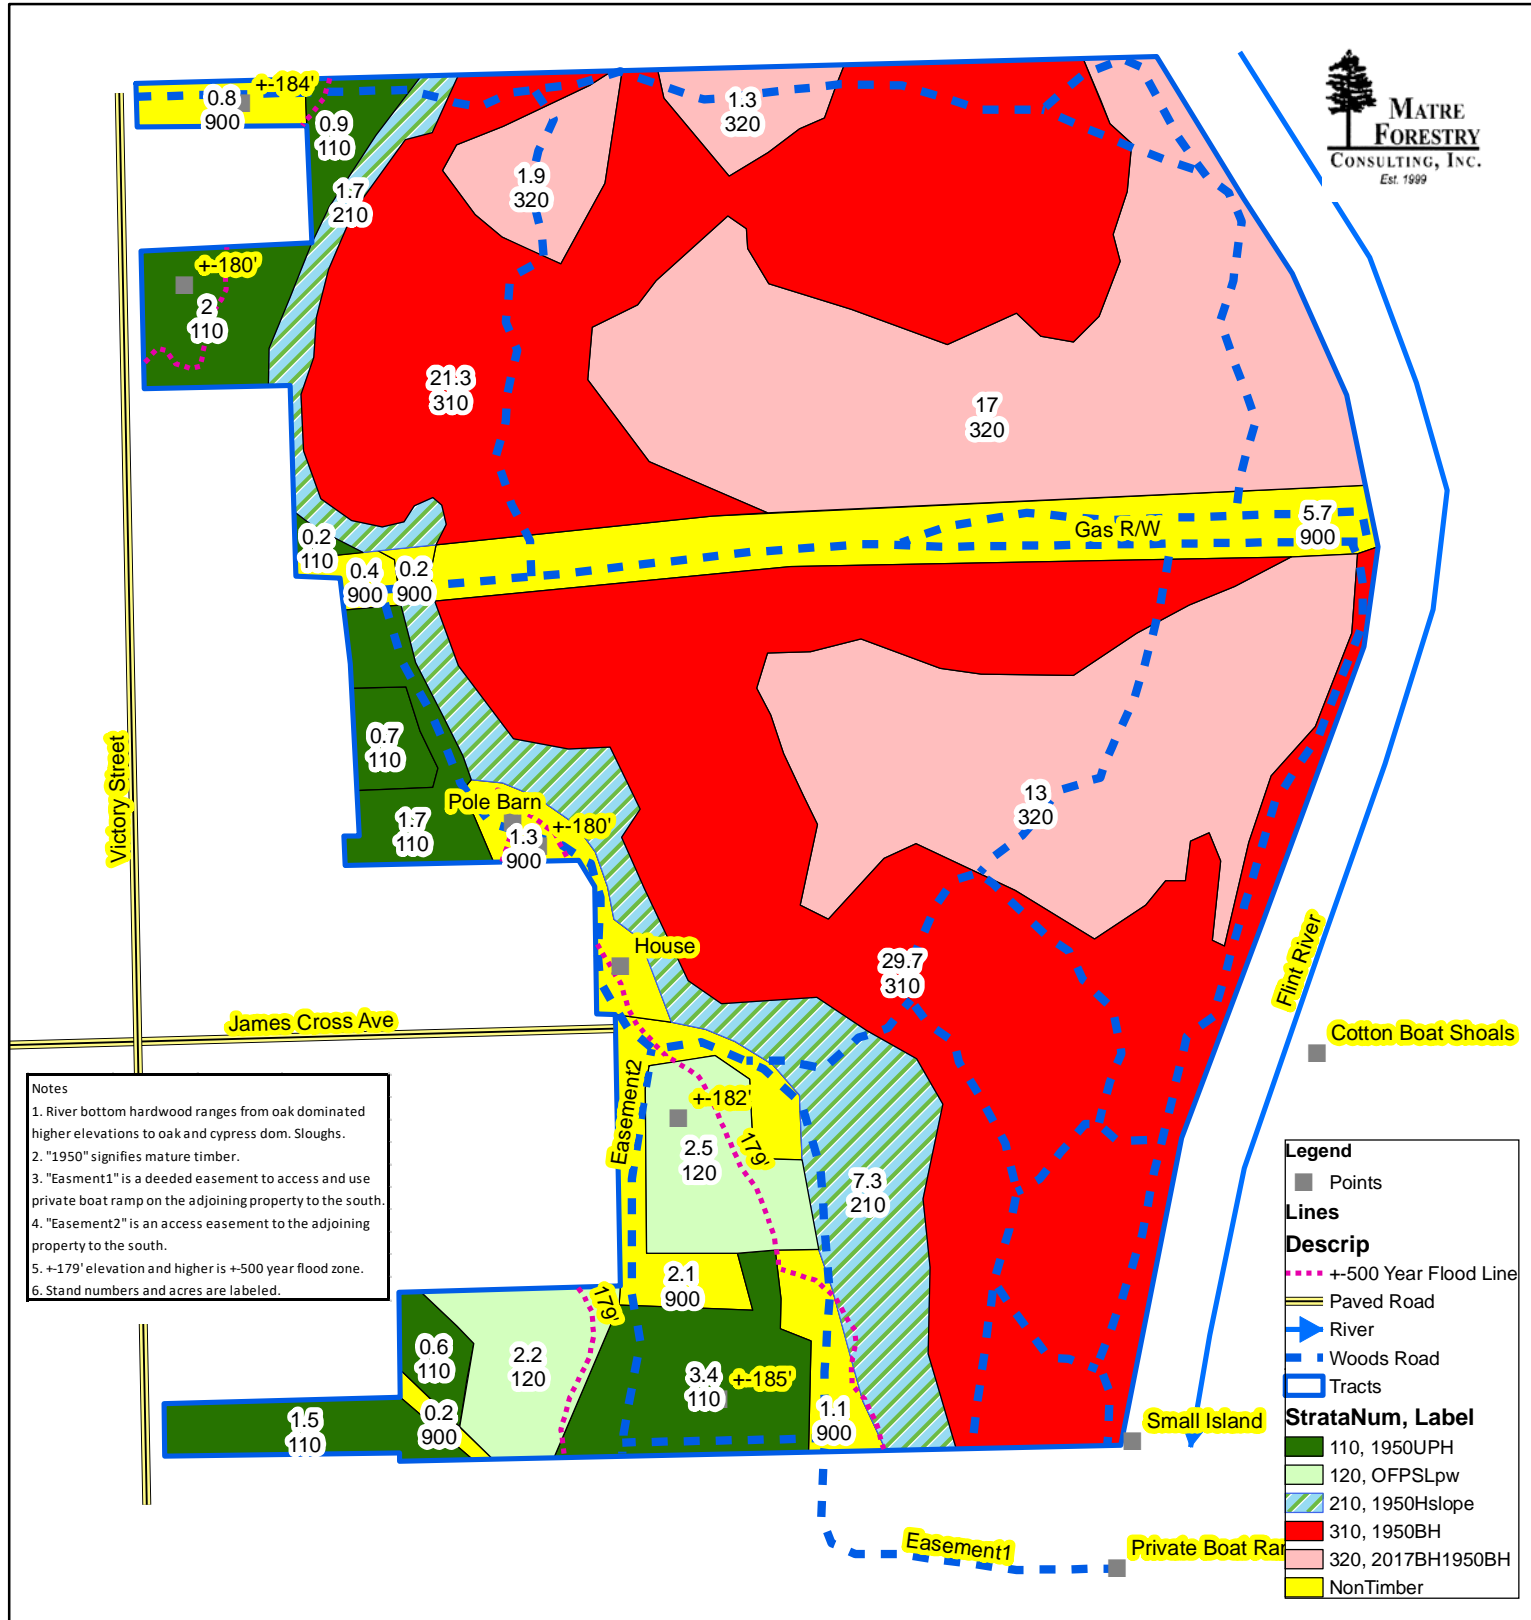 MATRE
FORESTRY
CONSULTING, INC.
Est. 1999
+-184'
0.8
900
0.9
110
1.3
320
1.9
320
1.7
210
+-180'
2
110
21.3
310
17
320
5.7
900
Gas R/W
0.2
110
0.4
900
0.2
900
0.7
110
Victory Street
Pole Barn
1.7
110
1.3
900
+-180'
13
320
House
29.7
310
Flint River
James Cross Ave
Cotton Boat Shoals
Easement2
+-182'
2.5
120
179'
7.3
210
Notes
1. River bottom hardwood ranges from oak dominated
higher elevations to oak and cypress dom. Sloughs.
2. "1950" signifies mature timber.
3. "Easment1" is a deeded easement to access and use
private boat ramp on the adjoining property to the south.
4. "Easement2" is an access easement to the adjoining
property to the south.
5. +-179' elevation and higher is +-500 year flood zone.
6. Stand numbers and acres are labeled.
2.1
900
179'
0.6
110
2.2
120
3.4
110
+-185'
1.5
110
0.2
900
1.1
900
Small Island
Easement1
Private Boat Ra
Legend
Points
Lines
Descrip
+-500 Year Flood Line
Paved Road
River
Woods Road
Tracts
StrataNum, Label
110, 1950UPH
120, OFPSLpw
210, 1950Hslope
310, 1950BH
320, 2017BH1950BH
NonTimber